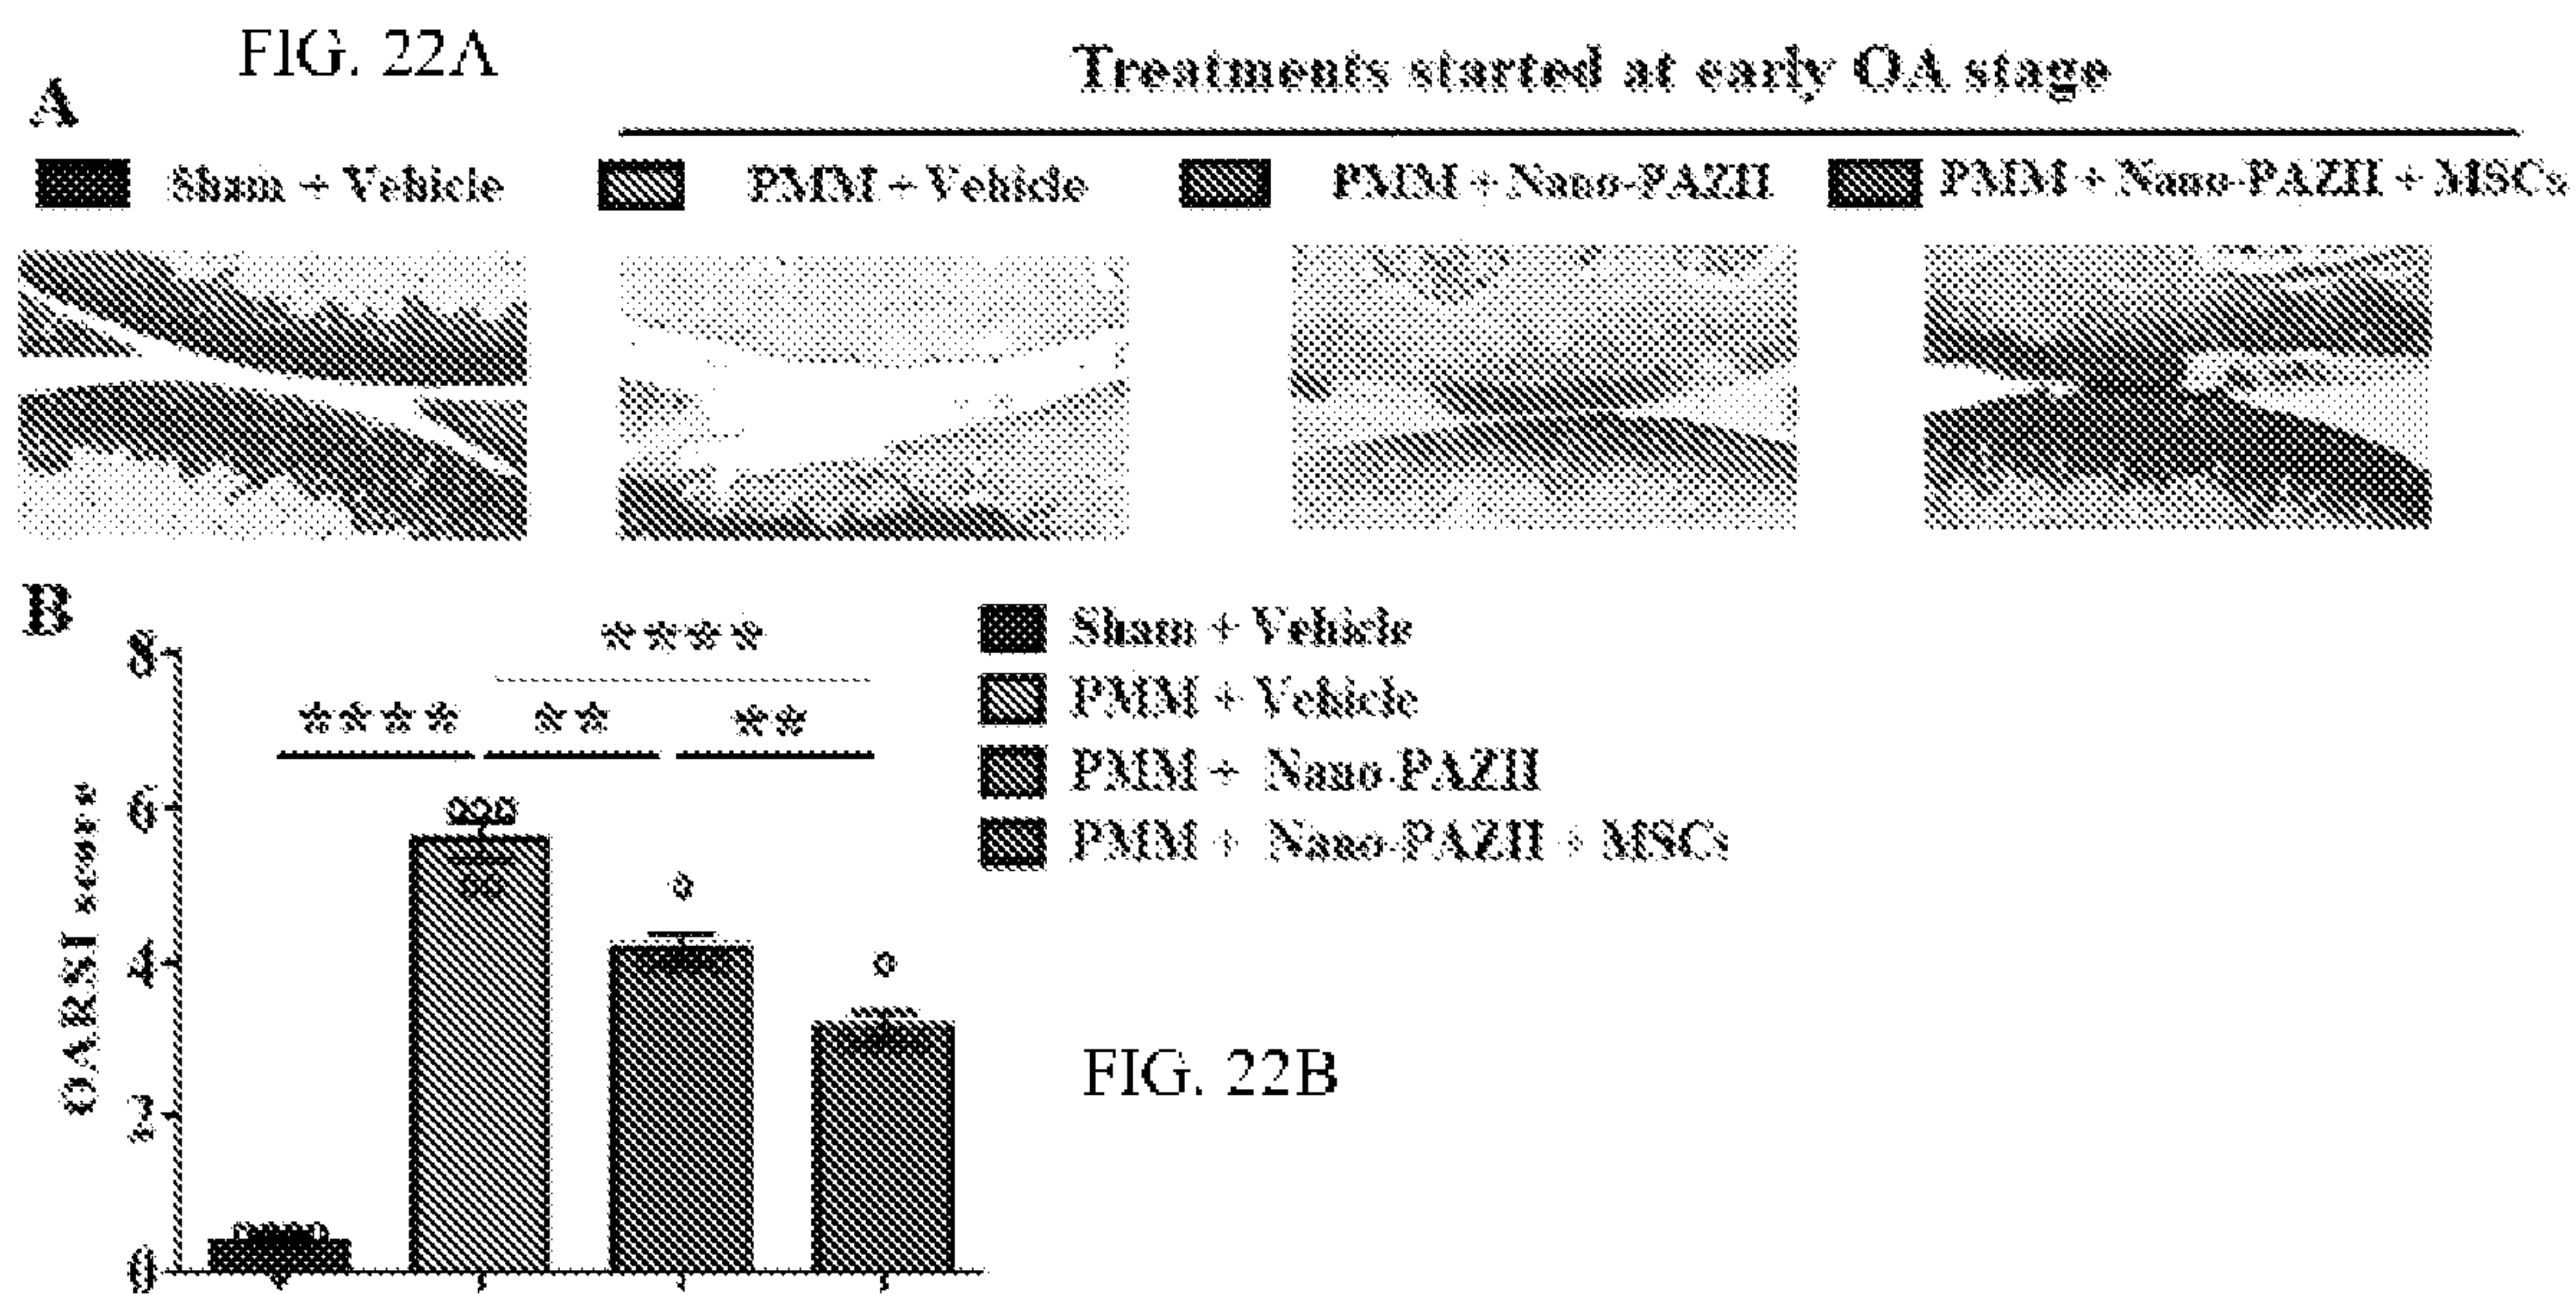 FIG. 22A
Treatments started at early OA stage
A
Sham + Vehicle PMM + Vehicle PMM + Nano-PAZII PMM + Nano-PAZII + MSCs
B
8
6
4
2
0
OARSI score
**** 
**** ** **
Sham + Vehicle
PMM + Vehicle
PMM + Nano-PAZII
PMM + Nano-PAZII + MSCs
FIG. 22B